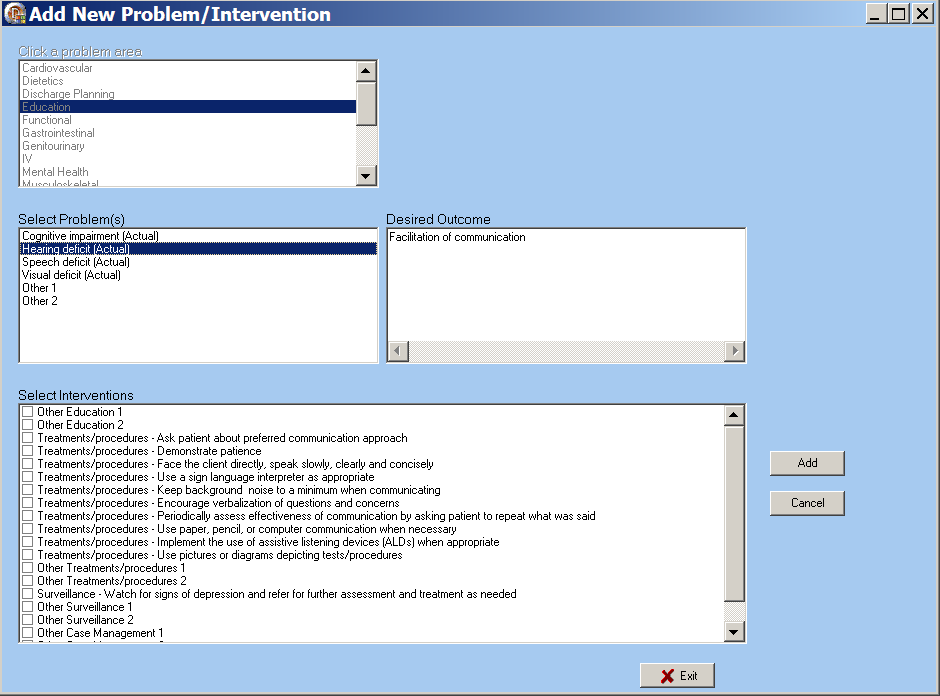 Add New Problem/Intervention
Click a problem area
Cardiovascular
Dietetics
Discharge Planning
Education
Functional
Gastrointestinal
Genitourinary
IV
Mental Health
Musculoskeletal
Select Problem(s)
Cognitive impairment (Actual)
Hearing deficit (Actual)
Speech deficit (Actual)
Visual deficit (Actual)
Other 1
Other 2
Desired Outcome
Facilitation of communication
Select Interventions
Other Education 1
Other Education 2
Treatments/procedures - Ask patient about preferred communication approach
Treatments/procedures - Demonstrate patience
Treatments/procedures - Face the client directly, speak slowly, clearly and concisely
Treatments/procedures - Use a sign language interpreter as appropriate
Treatments/procedures - Keep background  noise to a minimum when communicating
Treatments/procedures - Encourage verbalization of questions and concerns
Treatments/procedures - Periodically assess effectiveness of communication by asking patient to repeat what was said
Treatments/procedures - Use paper, pencil, or computer communication when necessary
Treatments/procedures - Implement the use of assistive listening devices (ALDs) when appropriate
Treatments/procedures - Use pictures or diagrams depicting tests/procedures
Other Treatments/procedures 1
Other Treatments/procedures 2
Surveillance - Watch for signs of depression and refer for further assessment and treatment as needed
Other Surveillance 1
Other Surveillance 2
Other Case Management 1
Add
Cancel
Exit